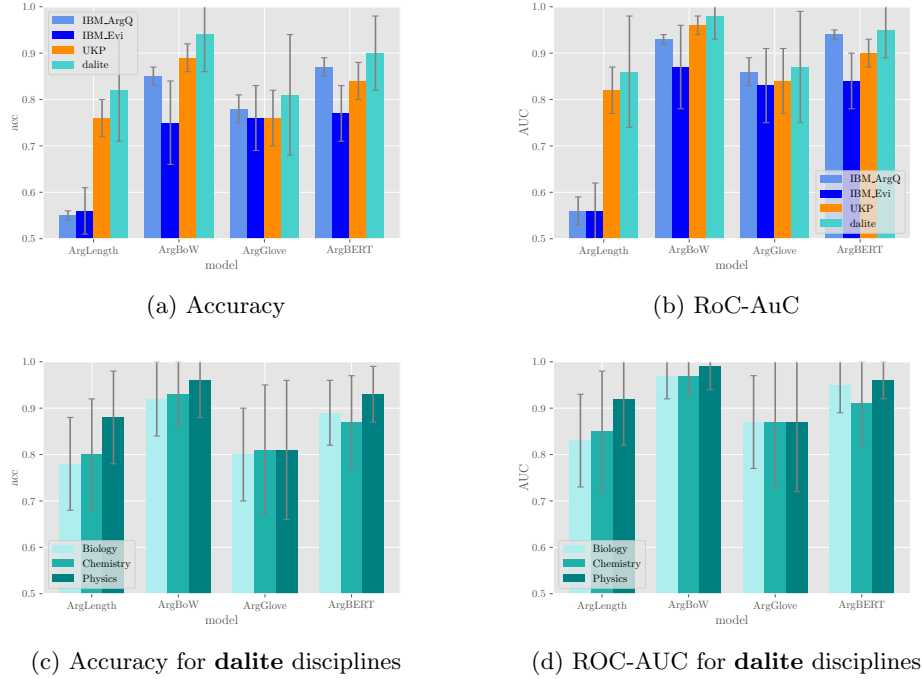 1.0
0.9
0.8
0.7
0.6
0.5
acc
IBM_ArgQ
IBM_Evi
UKP
dalite
ArgLength ArgBoW ArgGlove ArgBERT
model
(a) Accuracy
1.0
0.9
0.8
0.7
0.6
0.5
AUC
IBM_ArgQ
IBM_Evi
UKP
dalite
ArgLength ArgBoW ArgGlove ArgBERT
model
(b) RoC-AuC
1.0
0.9
0.8
0.7
0.6
0.5
acc
Biology
Chemistry
Physics
ArgLength ArgBoW ArgGlove ArgBERT
model
(c) Accuracy for dalite disciplines
1.0
0.9
0.8
0.7
0.6
0.5
AUC
Biology
Chemistry
Physics
ArgLength ArgBoW ArgGlove ArgBERT
model
(d) ROC-AUC for dalite disciplines